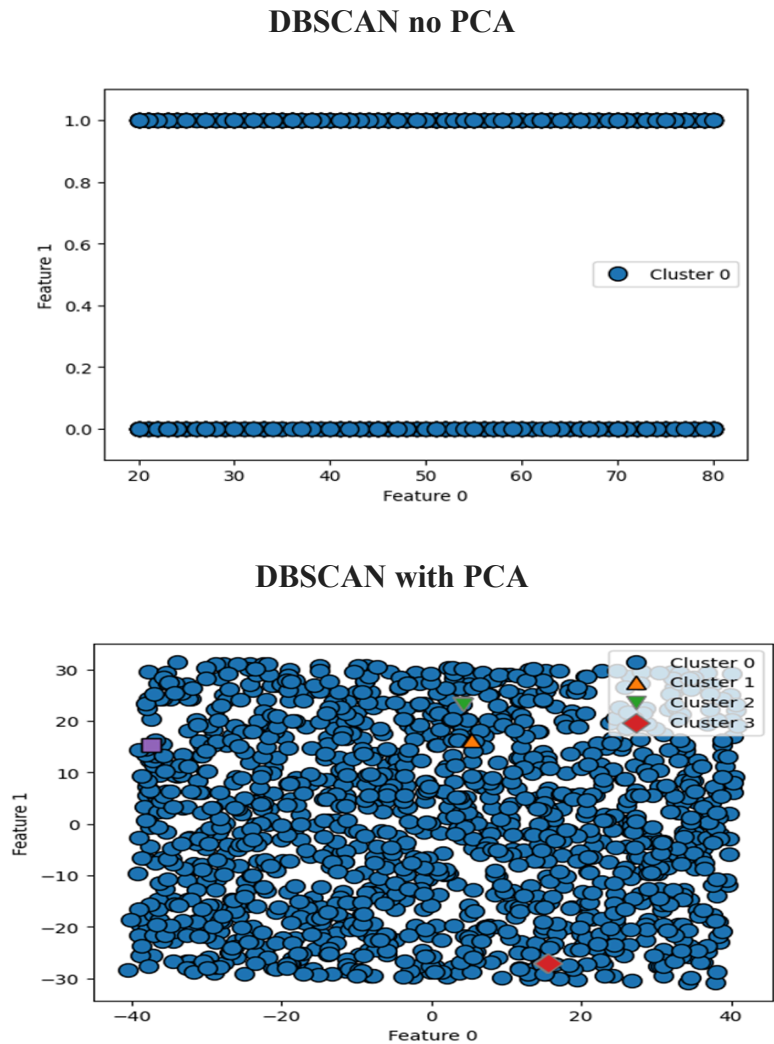 DBSCAN no PCA
1.0
0.8
0.6
0.4
0.2
0.0
Feature 1
Cluster 0
20 30 40 50 60 70 80
Feature 0
DBSCAN with PCA
30
20
10
0
−10
−20
−30
Feature 1
Cluster 0
Cluster 1
Cluster 2
Cluster 3
−40 −20 0 20 40
Feature 0